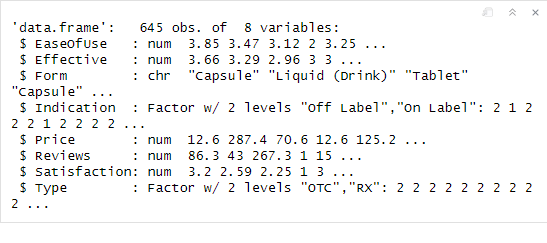 'data.frame':   645 obs. of  8 variables:
 $ EaseOfUse   : num  3.85 3.47 3.12 2 3.25 ...
 $ Effective   : num  3.66 3.29 2.96 3 3 ...
 $ Form        : chr  "Capsule" "Liquid (Drink)" "Tablet"
"Capsule" ...
 $ Indication  : Factor w/ 2 levels "Off Label","On Label": 2 1 2
2 2 1 2 2 2 2 ...
 $ Price       : num  12.6 287.4 70.6 12.6 125.2 ...
 $ Reviews     : num  86.3 43 267.3 1 15 ...
 $ Satisfaction: num  3.2 2.59 2.25 1 3 ...
 $ Type        : Factor w/ 2 levels "OTC","RX": 2 2 2 2 2 2 2 2 2
2 ...